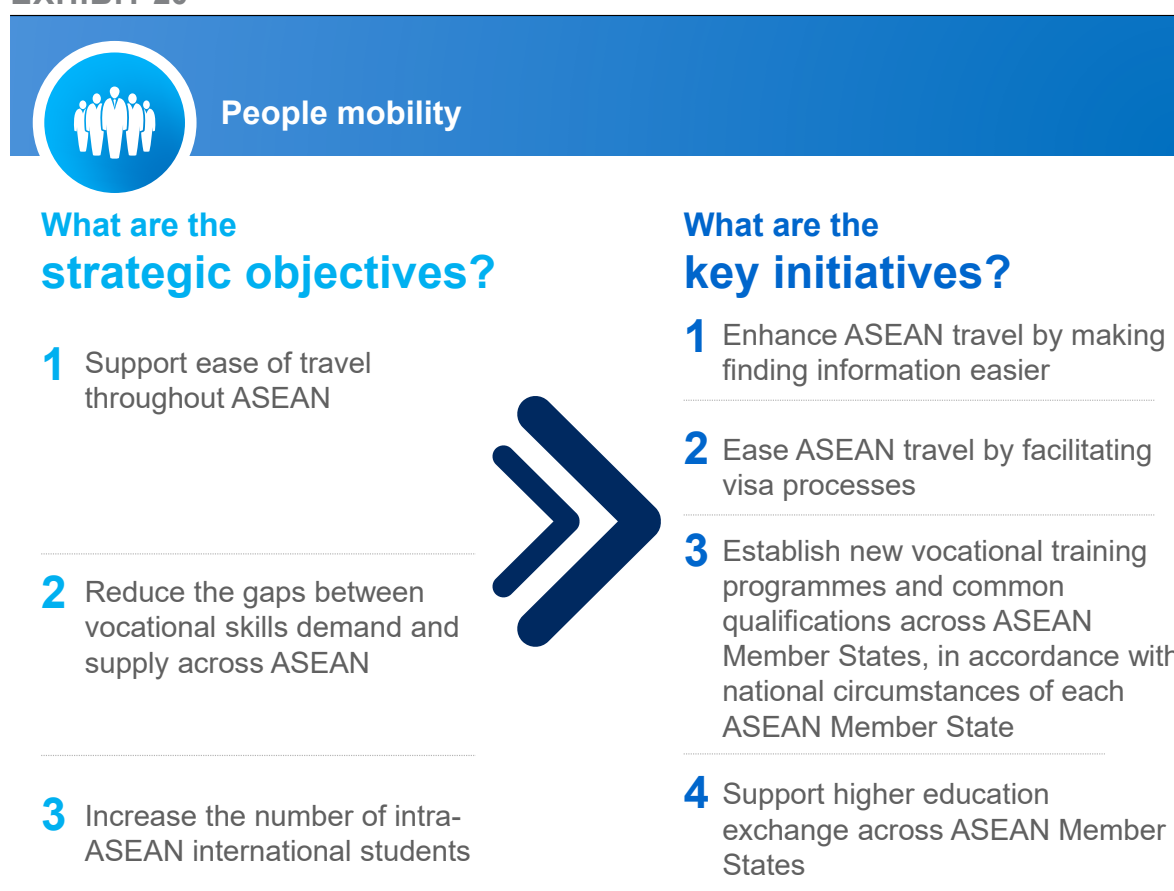 People mobility
What are the
strategic objectives?
1 Support ease of travel
throughout ASEAN
2 Reduce the gaps between
vocational skills demand and
supply across ASEAN
3 Increase the number of intra-
ASEAN international students
What are the
key initiatives?
1 Enhance ASEAN travel by making
finding information easier
2 Ease ASEAN travel by facilitating
visa processes
3 Establish new vocational training
programmes and common
qualifications across ASEAN
Member States, in accordance with
national circumstances of each
ASEAN Member State
4 Support higher education
exchange across ASEAN Member
States